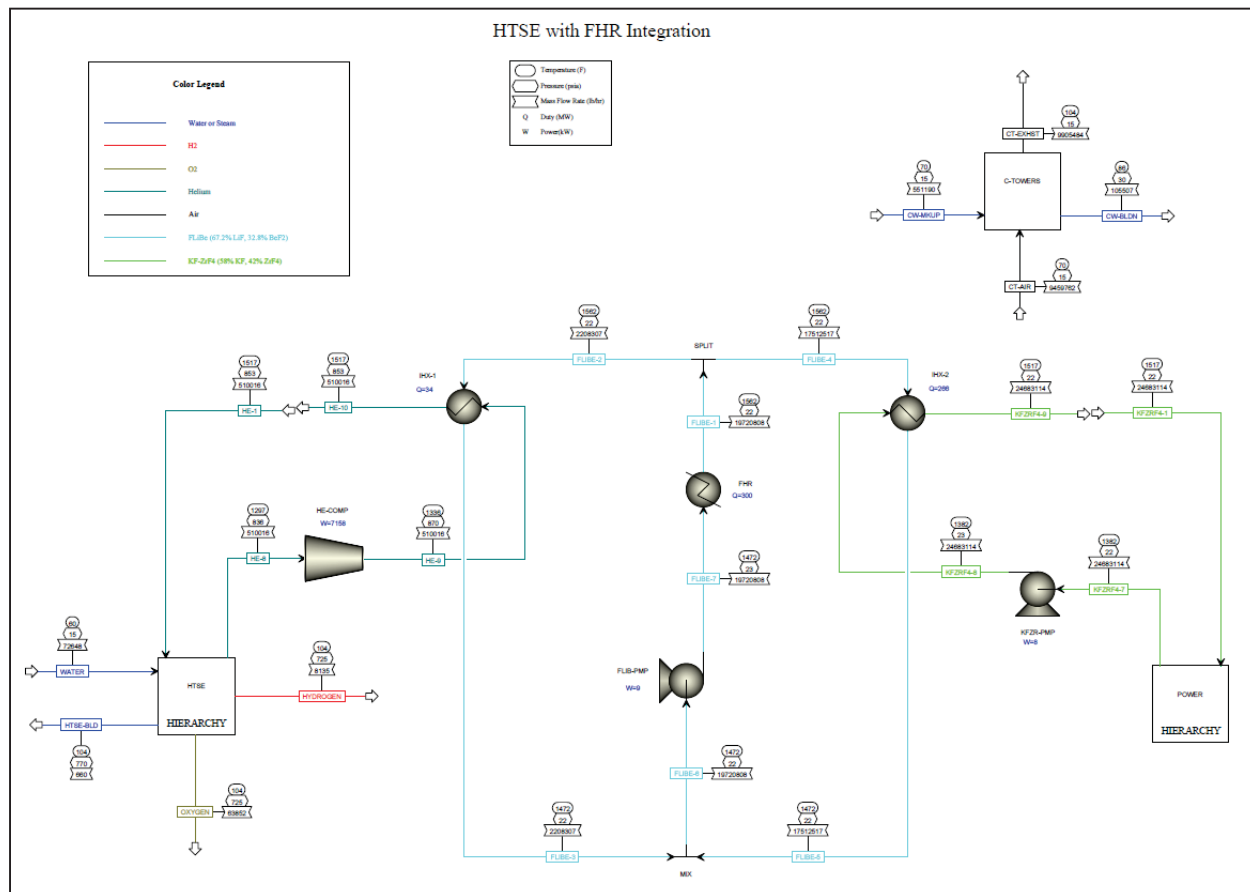 HTSE with FHR Integration
Color Legend
Water or Steam
H2
O2
Helium
Air
FLiBe (67.2% LiF, 32.8% BeF2)
KF-ZrF4 (58% KF, 42% ZrF4)
Temperature (F)
Pressure (psia)
Mass Flow Rate (lb/hr)
Q Duty (MW)
W Power(kW)
104
15
9905484
CT-EXHST
C-TOWERS
70
15
551190
CW-MKUP
86
30
105507
CW-BLDN
70
15
9459762
CT-AIR
1562
22
2208307
FLIBE-2
SPLIT
1562
22
17512517
FLIBE-4
1517
853
510016
HE-1
1517
853
510016
HE-10
IHX-1
Q=34
IHX-2
Q=266
1517
22
24683114
KFZRF4-9
1517
22
24683114
KFZRF4-1
1562
22
19720808
FLIBE-1
FHR
Q=300
1297
836
510016
HE-8
HE-COMP
W=7158
1336
870
510016
HE-9
1472
23
19720808
FLIBE-7
1382
23
24683114
KFZRF4-8
1382
22
24683114
KFZRF4-7
KFZR-PMP
W=8
60
15
72648
WATER
HTSE
HIERARCHY
104
725
8135
HYDROGEN
HTSE-BLD
104
770
660
FLIB-PMP
W=9
POWER
HIERARCHY
104
725
63852
OXYGEN
1472
22
19720808
FLIBE-6
1472
22
2208307
FLIBE-3
MIX
1472
22
17512517
FLIBE-5